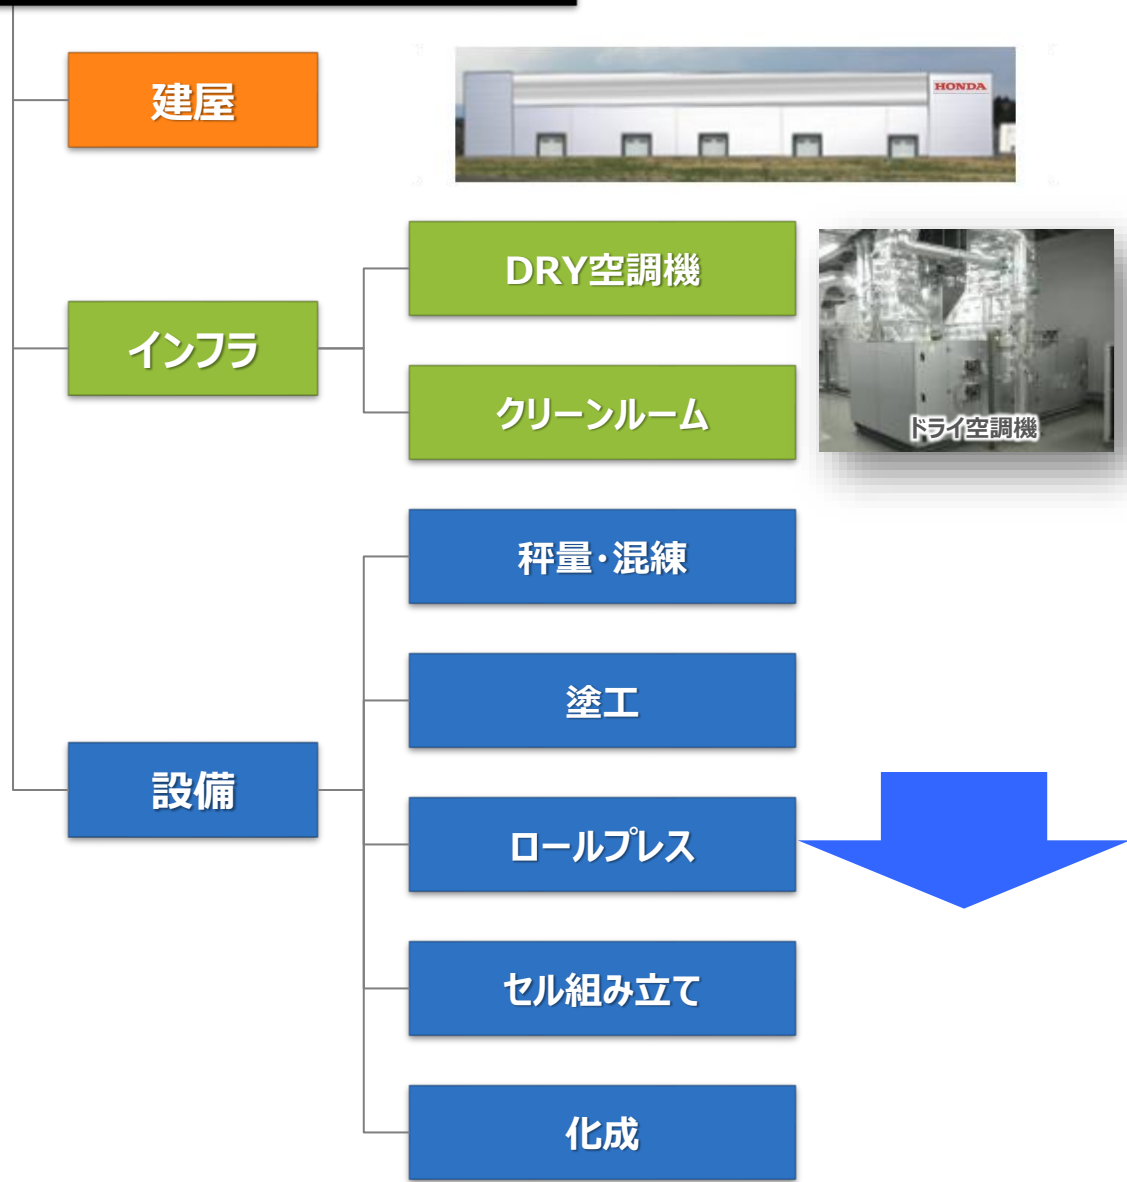 建屋
HONDA
インフラ
DRY空調機
クリーンルーム
ドライ空調機
設備
秤量・混練
塗工
ロールプレス
セル組み立て
化成